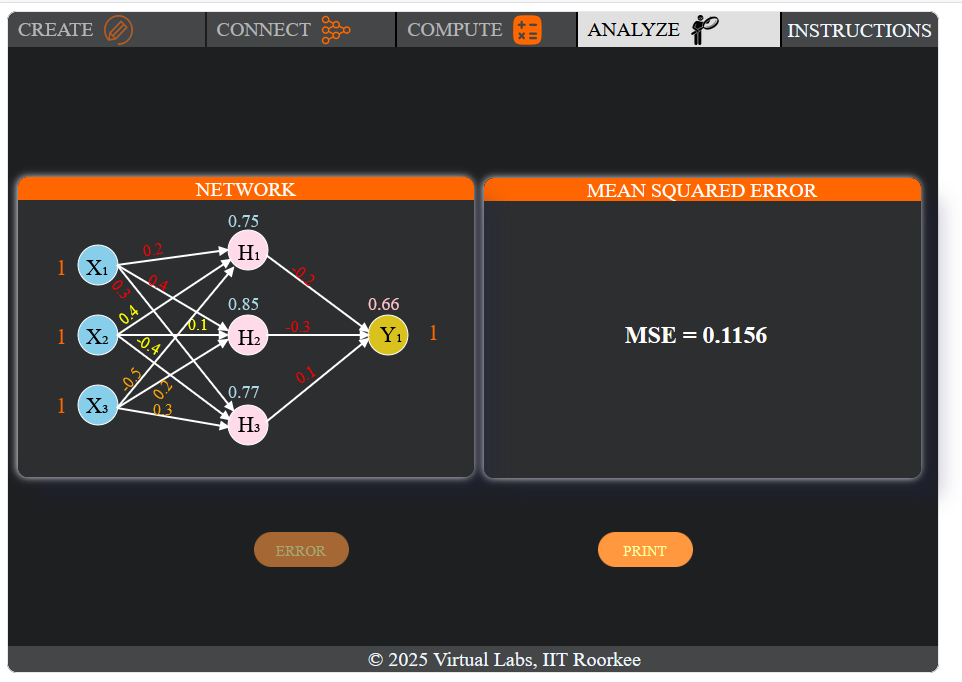 CREATE CONNECT COMPUTE ANALYZE INSTRUCTIONS
NETWORK
MEAN SQUARED ERROR
0.75
1 X₁ 0.2 H₁
0.3 0.4 -0.2
0.85 0.66
0.4
1 X₂ 0.1 H₂ -0.3 Y₁ 1
-0.4
MSE = 0.1156
-0.5 0.2 0.77 0.1
1 X₃ 0.3 H₃
ERROR
PRINT
© 2025 Virtual Labs, IIT Roorkee